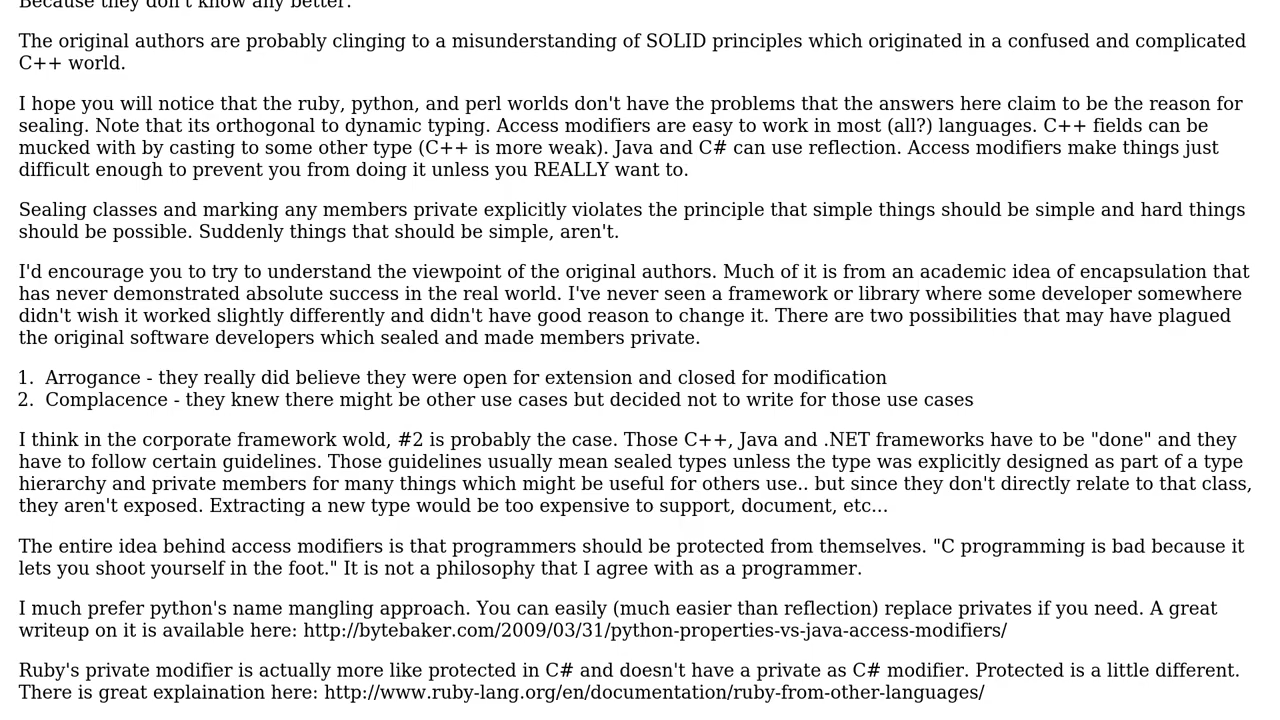 Because they don't know any better.
The original authors are probably clinging to a misunderstanding of SOLID principles which originated in a confused and complicated
C++ world.
I hope you will notice that the ruby, python, and perl worlds don't have the problems that the answers here claim to be the reason for
sealing. Note that its orthogonal to dynamic typing. Access modifiers are easy to work in most (all?) languages. C++ fields can be
mucked with by casting to some other type (C++ is more weak). Java and C# can use reflection. Access modifiers make things just
difficult enough to prevent you from doing it unless you REALLY want to.
Sealing classes and marking any members private explicitly violates the principle that simple things should be simple and hard things
should be possible. Suddenly things that should be simple, aren't.
I'd encourage you to try to understand the viewpoint of the original authors. Much of it is from an academic idea of encapsulation that
has never demonstrated absolute success in the real world. I've never seen a framework or library where some developer somewhere
didn't wish it worked slightly differently and didn't have good reason to change it. There are two possibilities that may have plagued
the original software developers which sealed and made members private.
1. Arrogance - they really did believe they were open for extension and closed for modification
2. Complacence - they knew there might be other use cases but decided not to write for those use cases
I think in the corporate framework wold, #2 is probably the case. Those C++, Java and .NET frameworks have to be "done" and they
have to follow certain guidelines. Those guidelines usually mean sealed types unless the type was explicitly designed as part of a type
hierarchy and private members for many things which might be useful for others use.. but since they don't directly relate to that class,
they aren't exposed. Extracting a new type would be too expensive to support, document, etc...
The entire idea behind access modifiers is that programmers should be protected from themselves. "C programming is bad because it
lets you shoot yourself in the foot." It is not a philosophy that I agree with as a programmer.
I much prefer python's name mangling approach. You can easily (much easier than reflection) replace privates if you need. A great
writeup on it is available here: http://bytebaker.com/2009/03/31/python-properties-vs-java-access-modifiers/
Ruby's private modifier is actually more like protected in C# and doesn't have a private as C# modifier. Protected is a little different.
There is great explaination here: http://www.ruby-lang.org/en/documentation/ruby-from-other-languages/